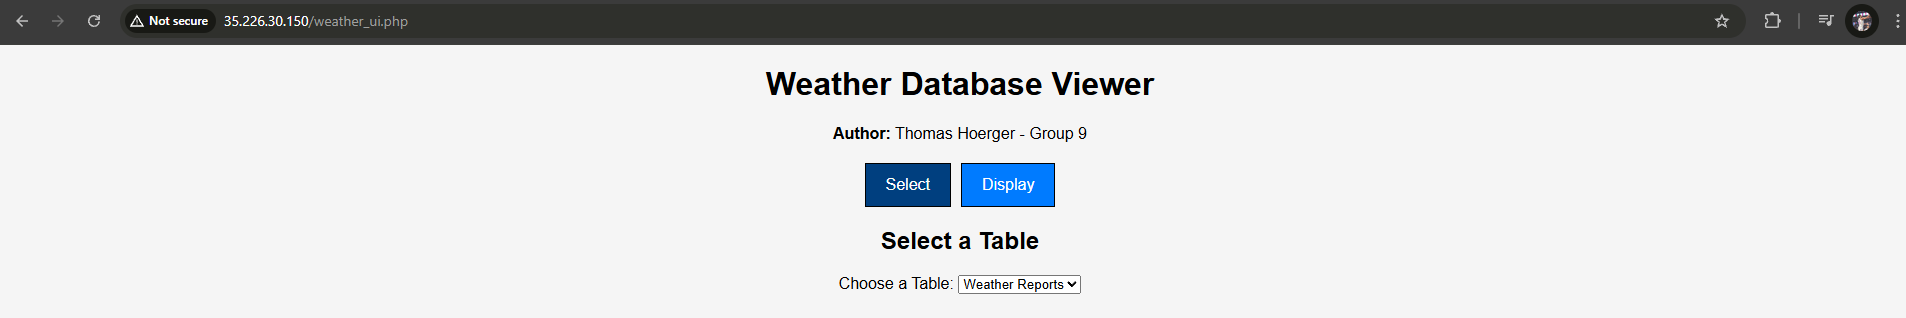 Not secure 35.226.30.150/weather_ui.php
Weather Database Viewer
Author: Thomas Hoerger - Group 9
Select Display
Select a Table
Choose a Table: Weather Reports